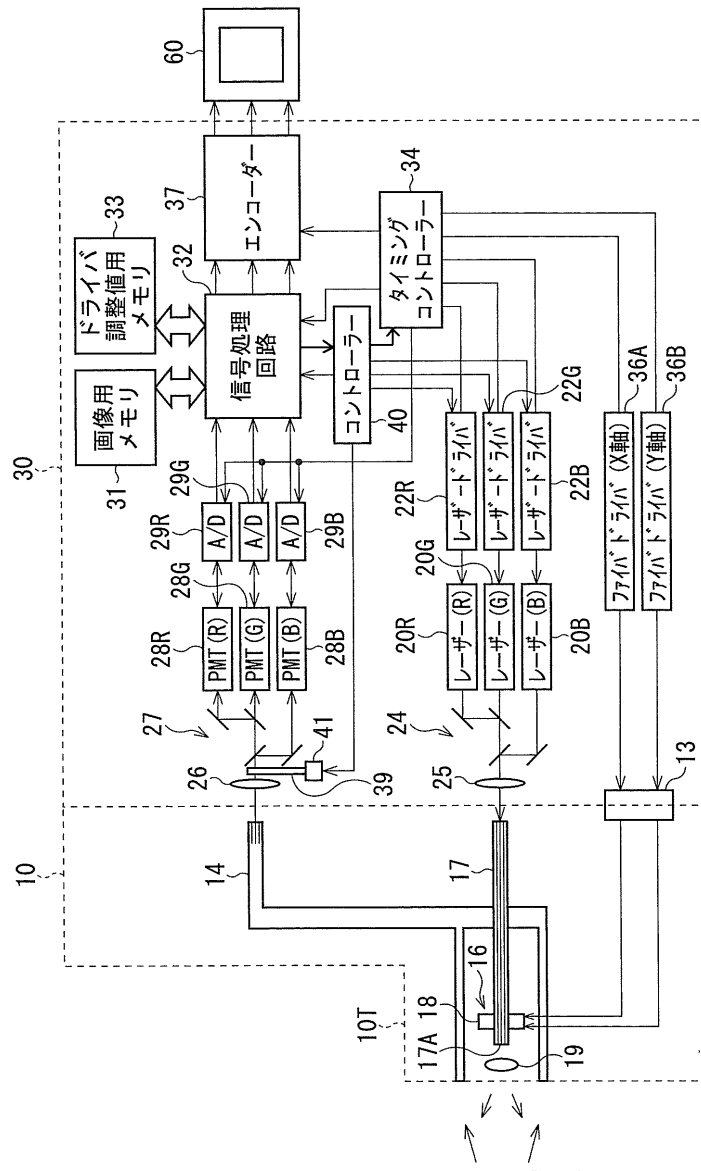 30
10
10T
画像用
メモリ
31
ドライバ
調整値用
メモリ
33
信号処理
回路
32
エンコーダー
37
60
コントローラー
40
タイミング
コントローラー
34
A/D
29R
A/D
29G
A/D
29B
PMT(R)
28R
PMT(G)
28G
PMT(B)
28B
27
26
39
41
14
レーザードライバ
22R
レーザードライバ
22G
レーザードライバ
22B
レーザー(R)
20R
レーザー(G)
20G
レーザー(B)
20B
24
25
17
16
18
17A
19
ファイバドライバ(X軸)
36A
ファイバドライバ(Y軸)
36B
13